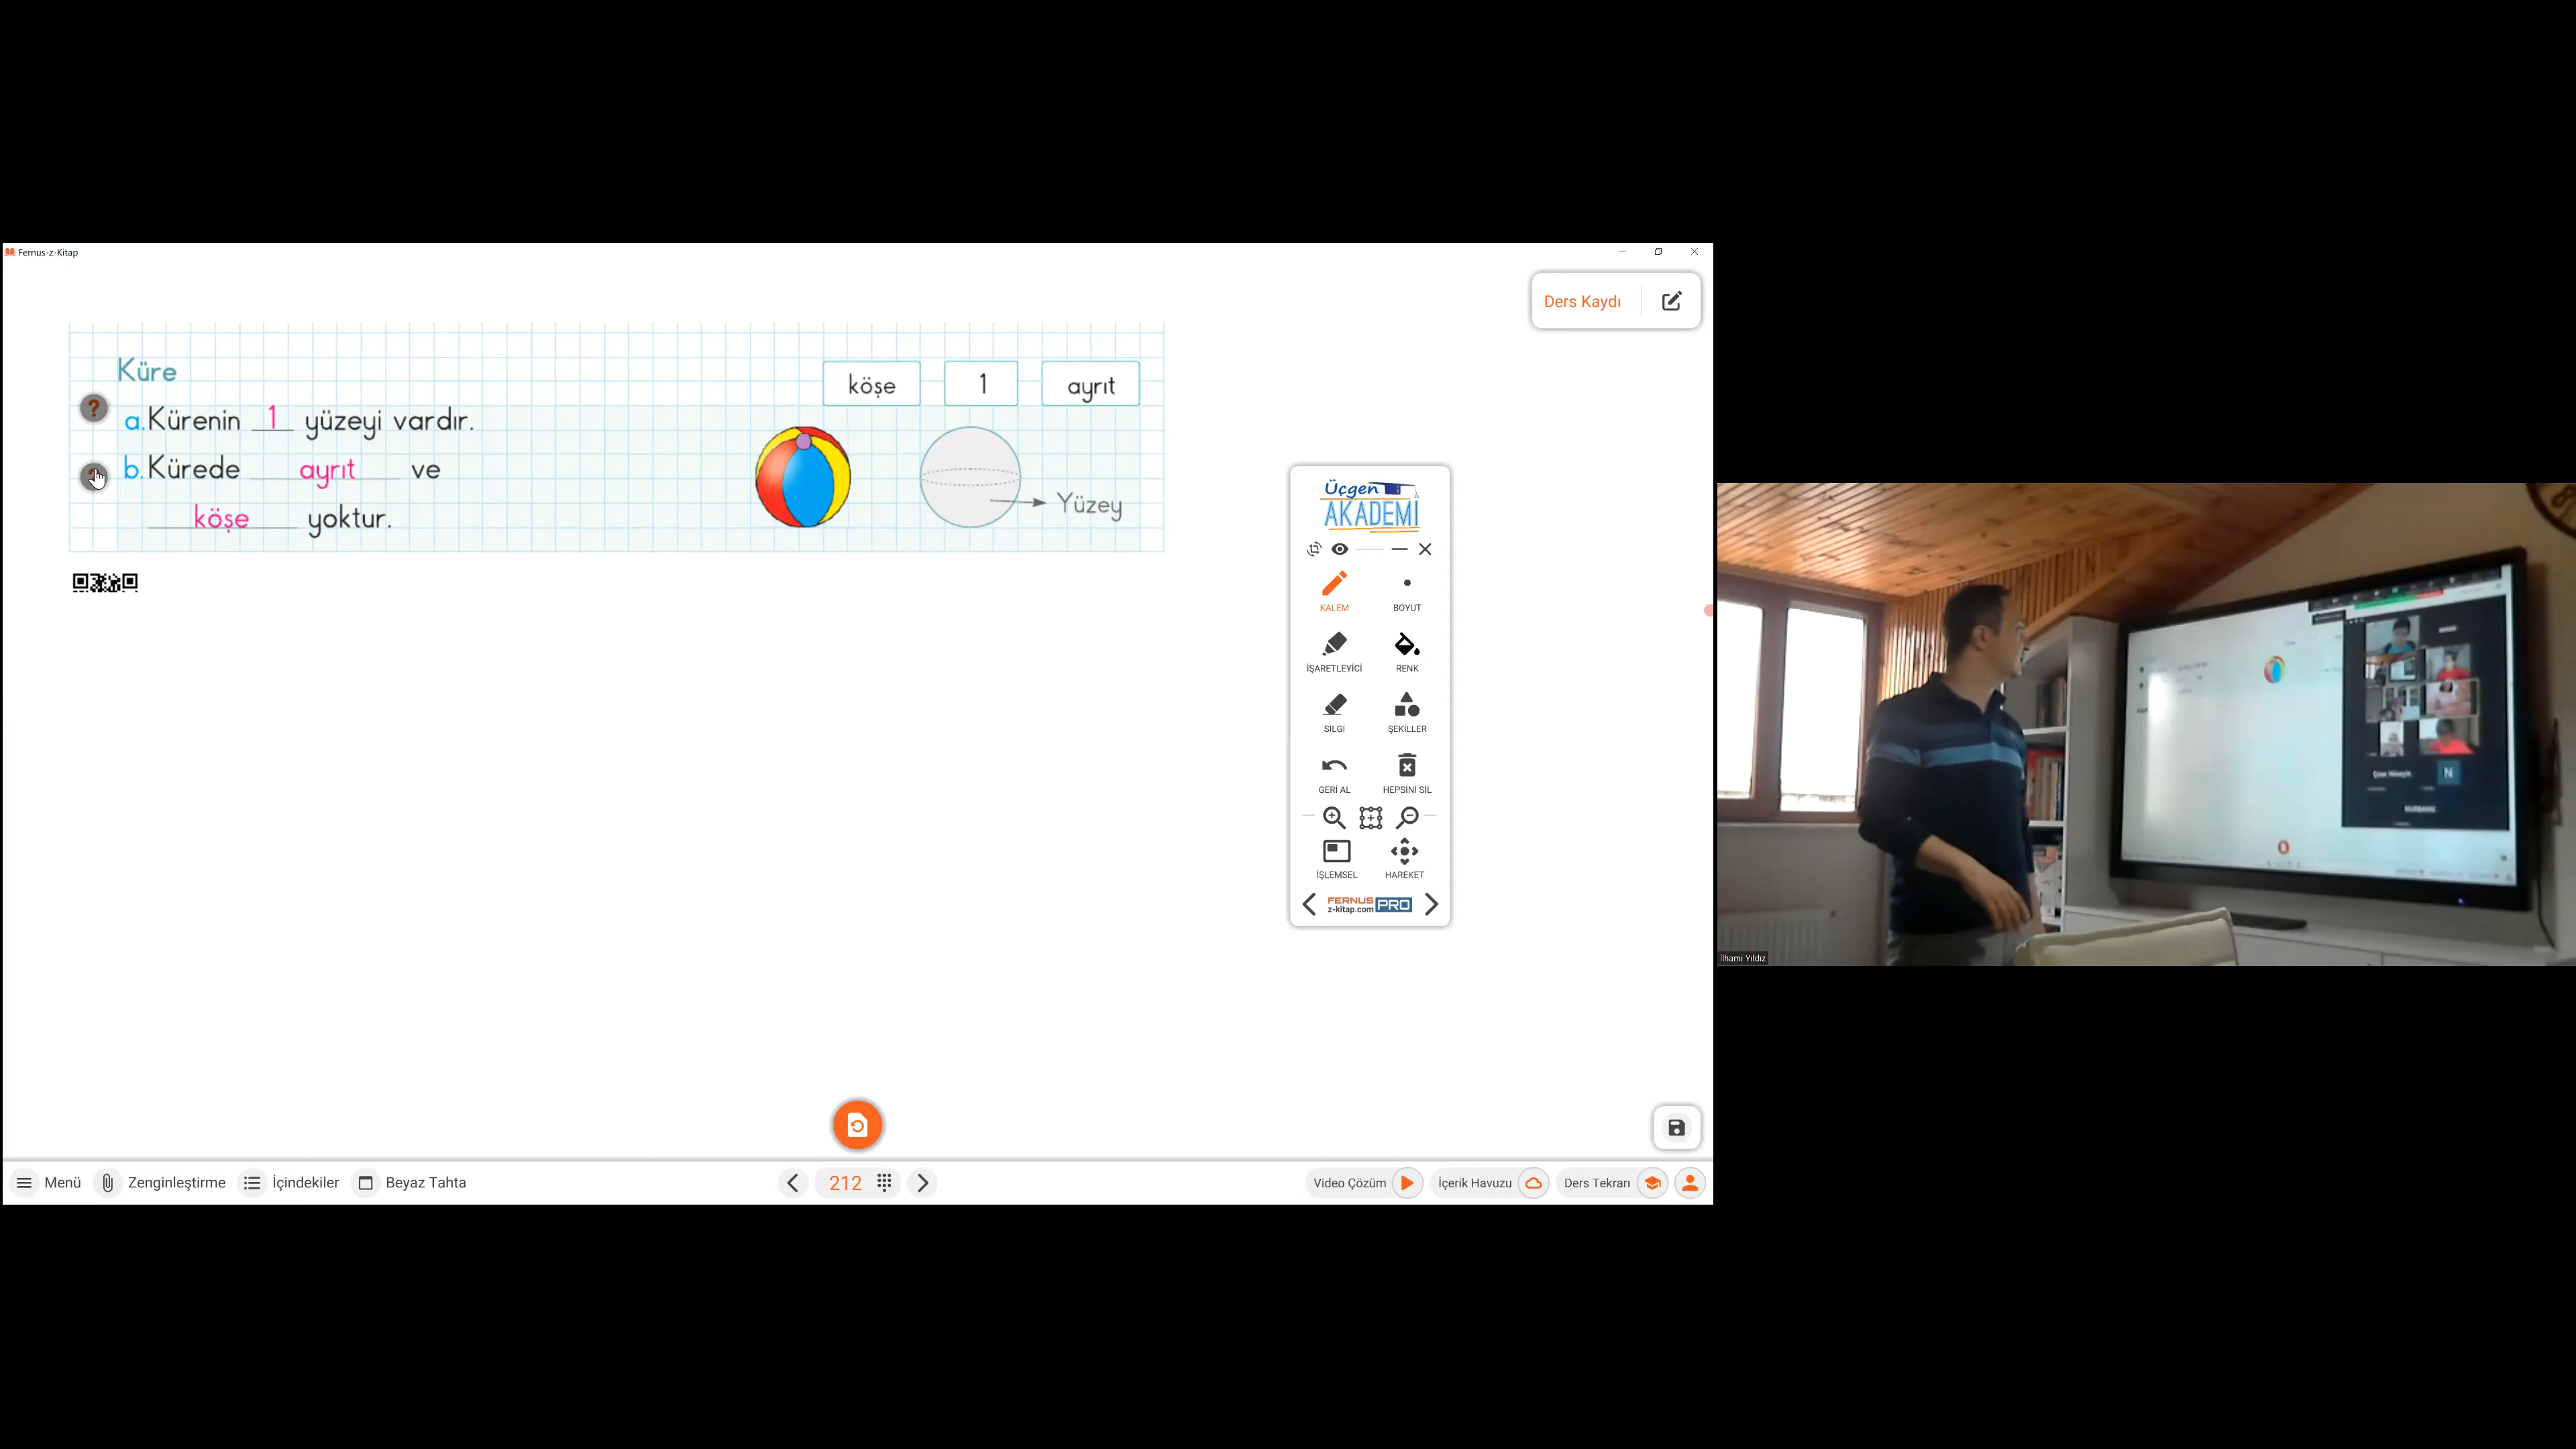 Fernus-z-Kitap
Ders Kaydı
Küre
köşe
1
ayrıt
a. Kürenin 1 yüzeyi vardır.
b. Kürede ayrıt ve
köşe yoktur.
Yüzey
Üçgen
AKADEMİ
KALEM
BOYUT
İŞARETLEYİCİ
RENK
SİLGİ
ŞEKİLLER
GERİ AL
HEPSİNİ SİL
İŞLEMSEL
HAREKET
FERNUS
z-kitap.com
PRO
İlhami Yıldız
N
Menü
Zenginleştirme
İçindekiler
Beyaz Tahta
212
Video Çözüm
İçerik Havuzu
Ders Tekrarı